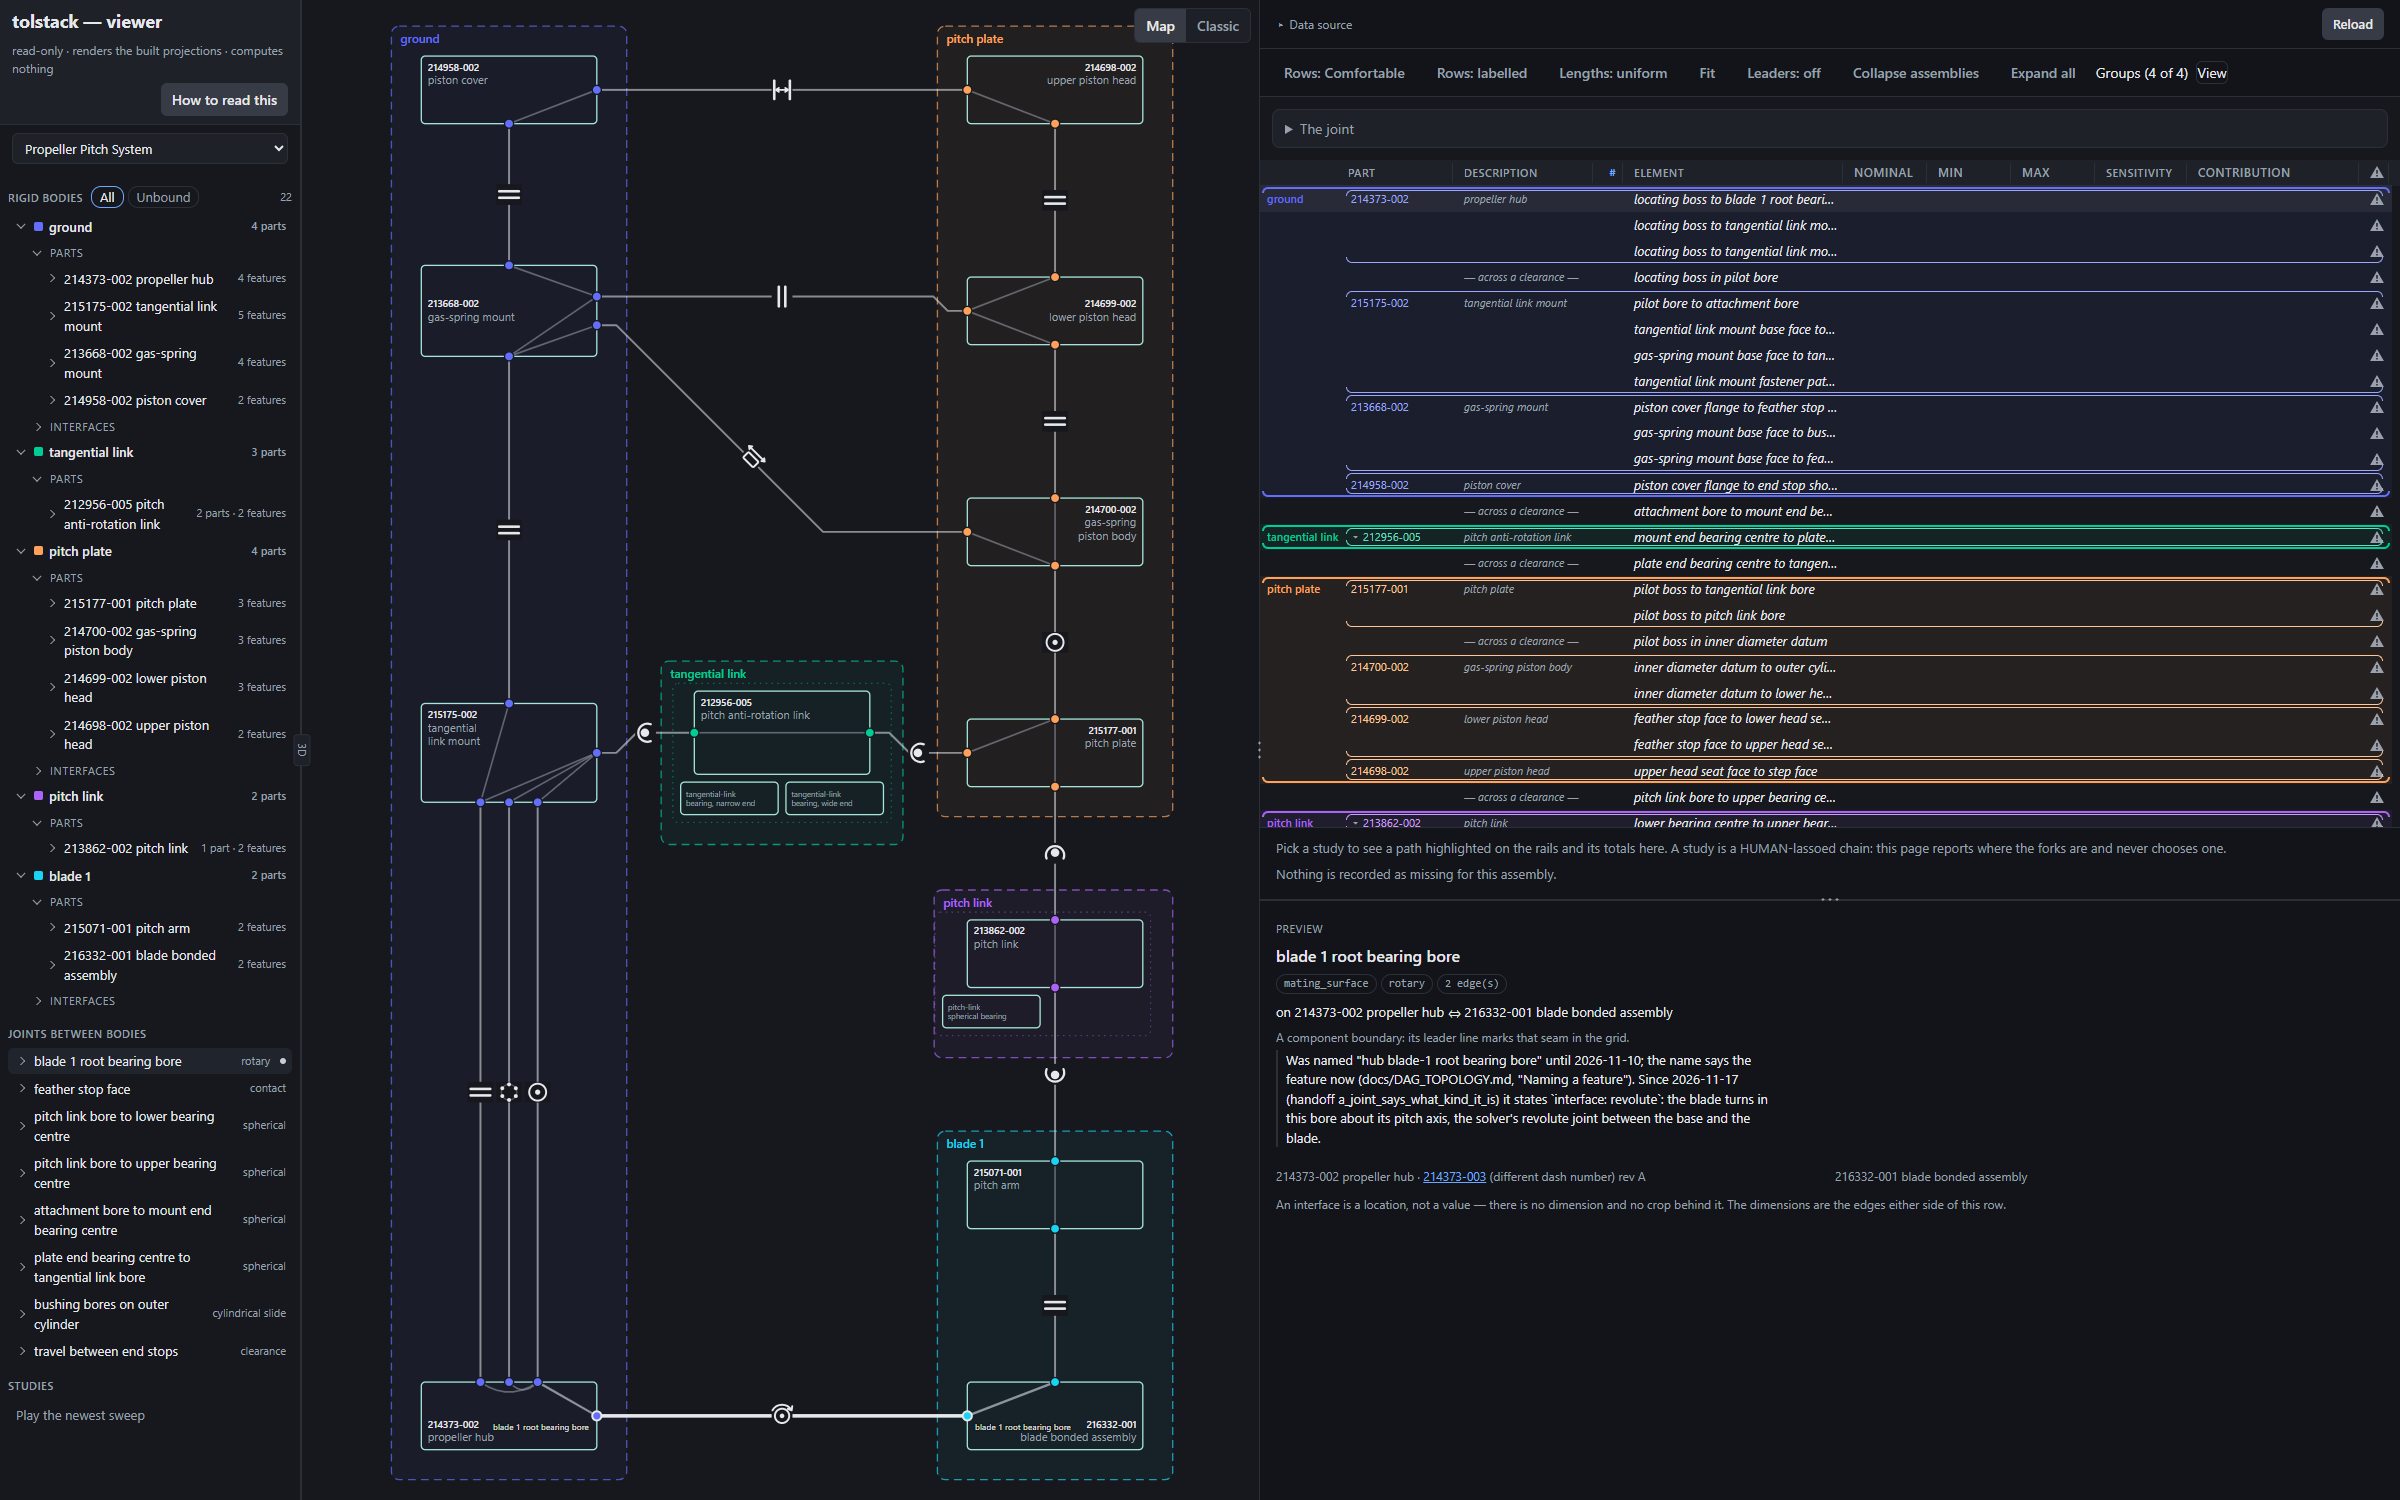 tolstack — viewer
read-only · renders the built projections · computes
nothing
How to read this
Propeller Pitch System
RIGID BODIES All Unbound 22
ground 4 parts
PARTS
214373-002 propeller hub 4 features
215175-002 tangential link
mount 5 features
213668-002 gas-spring
mount 4 features
214958-002 piston cover 2 features
INTERFACES
tangential link 3 parts
PARTS
212956-005 pitch
anti-rotation link 2 parts · 2 features
pitch plate 4 parts
PARTS
215177-001 pitch plate 3 features
214700-002 gas-spring
piston body 3 features
214699-002 lower piston
head 3 features
214698-002 upper piston
head 2 features
INTERFACES
pitch link 2 parts
PARTS
213862-002 pitch link 1 part · 2 features
blade 1 2 parts
PARTS
215071-001 pitch arm 2 features
216332-001 blade bonded
assembly 2 features
INTERFACES
JOINTS BETWEEN BODIES
blade 1 root bearing bore rotary
feather stop face contact
pitch link bore to lower bearing
centre spherical
pitch link bore to upper bearing
centre spherical
attachment bore to mount end
bearing centre spherical
plate end bearing centre to
tangential link bore spherical
bushing bores on outer
cylinder cylindrical slide
travel between end stops clearance
STUDIES
Play the newest sweep
3D
Map Classic
ground
214958-002
piston cover
213668-002
gas-spring mount
215175-002
tangential
link mount
214373-002
propeller hub
blade 1 root bearing bore
tangential link
212956-005
pitch anti-rotation link
tangential-link
bearing, narrow end
tangential-link
bearing, wide end
pitch plate
214698-002
upper piston head
214699-002
lower piston head
214700-002
gas-spring
piston body
215177-001
pitch plate
pitch link
213862-002
pitch link
pitch-link
spherical bearing
blade 1
215071-001
pitch arm
blade 1 root bearing bore
216332-001
blade bonded assembly
Data source
Reload
Rows: Comfortable Rows: labelled Lengths: uniform Fit Leaders: off Collapse assemblies Expand all Groups (4 of 4) View
The joint
PART DESCRIPTION # ELEMENT NOMINAL MIN MAX SENSITIVITY CONTRIBUTION
ground 214373-002 propeller hub locating boss to blade 1 root beari...
locating boss to tangential link mo...
locating boss to tangential link mo...
— across a clearance — locating boss in pilot bore
215175-002 tangential link mount pilot bore to attachment bore
tangential link mount base face to...
gas-spring mount base face to tan...
tangential link mount fastener pat...
213668-002 gas-spring mount piston cover flange to feather stop ...
gas-spring mount base face to bus...
gas-spring mount base face to fea...
214958-002 piston cover piston cover flange to end stop sho...
— across a clearance — attachment bore to mount end be...
tangential link 212956-005 pitch anti-rotation link mount end bearing centre to plate...
— across a clearance — plate end bearing centre to tangen...
pitch plate 215177-001 pitch plate pilot boss to tangential link bore
pilot boss to pitch link bore
— across a clearance — pilot boss in inner diameter datum
214700-002 gas-spring piston body inner diameter datum to outer cyli...
inner diameter datum to lower he...
214699-002 lower piston head feather stop face to lower head se...
feather stop face to upper head se...
214698-002 upper piston head upper head seat face to step face
— across a clearance — pitch link bore to upper bearing ce...
pitch link 213862-002 pitch link lower bearing centre to upper bear...
Pick a study to see a path highlighted on the rails and its totals here. A study is a HUMAN-lassoed chain: this page reports where the forks are and never chooses one.
Nothing is recorded as missing for this assembly.
PREVIEW
blade 1 root bearing bore
mating_surface rotary 2 edge(s)
on 214373-002 propeller hub ⇔ 216332-001 blade bonded assembly
A component boundary: its leader line marks that seam in the grid.
Was named "hub blade-1 root bearing bore" until 2026-11-10; the name says the
feature now (docs/DAG_TOPOLOGY.md, "Naming a feature"). Since 2026-11-17
(handoff a_joint_says_what_kind_it_is) it states `interface: revolute`: the blade turns in
this bore about its pitch axis, the solver's revolute joint between the base and the
blade.
214373-002 propeller hub · 214373-003 (different dash number) rev A 216332-001 blade bonded assembly
An interface is a location, not a value — there is no dimension and no crop behind it. The dimensions are the edges either side of this row.